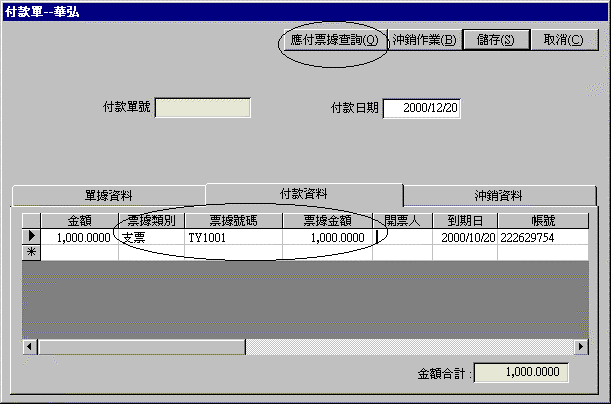 付款單--華弘
應付票據查詢(Q) 沖銷作業(B) 儲存(S) 取消(C)
付款單號 付款日期 2000/12/20
單據資料 付款資料 沖銷資料
金額 票據類別 票據號碼 票據金額 開票人 到期日 帳號
1,000.0000 支票 TY1001 1,000.0000 2000/10/20 222629754
金額合計 : 1,000.0000